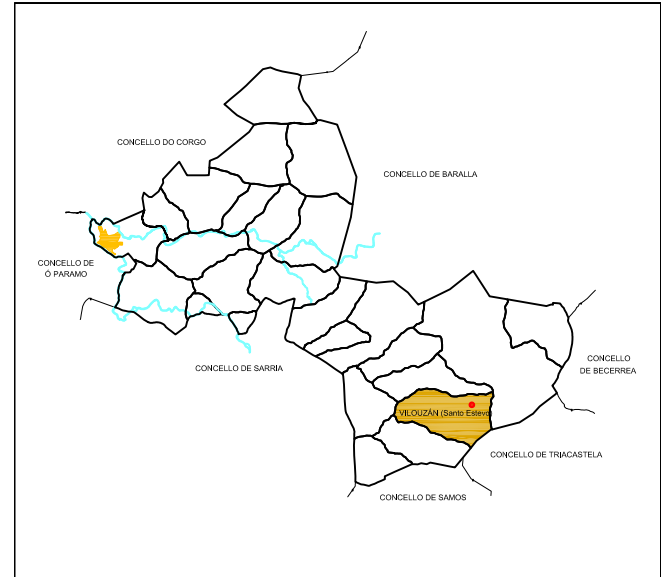 CONCELLO DO CORGO
CONCELLO DE BARALLA
CONCELLO DE
Ó PARAMO
CONCELLO DE SARRIA
CONCELLO
DE BECERREA
VILOUZÁN (Santo Estevo)
CONCELLO DE TRIACASTELA
CONCELLO DE SAMOS